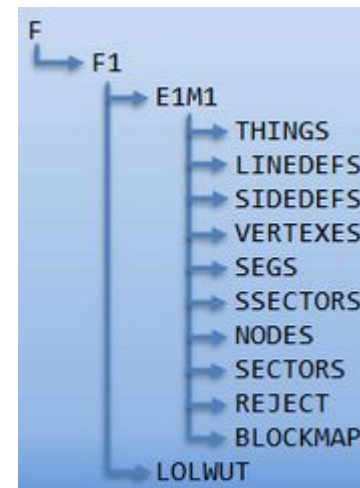 F
F1
E1M1
THINGS
LINEDEFS
SIDEDEFS
VERTEXES
SEGS
SSECTORS
NODES
SECTORS
REJECT
BLOCKMAP
LOLWUT